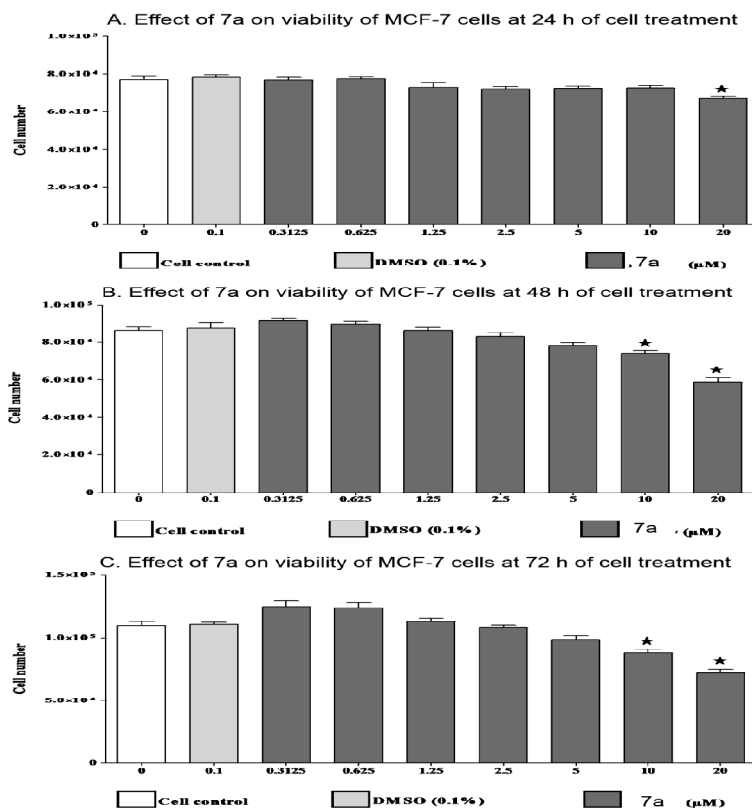 A. Effect of 7a on viability of MCF-7 cells at 24 h of cell treatment
1.0×10⁵
8.0×10⁴
6.0×10⁴
4.0×10⁴
2.0×10⁴
0
Cell number
0 0.1 0.3125 0.625 1.25 2.5 5 10 20
Cell control DMSO (0.1%) 7a (µM)
B. Effect of 7a on viability of MCF-7 cells at 48 h of cell treatment
1.0×10⁵
8.0×10⁴
6.0×10⁴
4.0×10⁴
2.0×10⁴
0
Cell number
0 0.1 0.3125 0.625 1.25 2.5 5 10 20
Cell control DMSO (0.1%) 7a (µM)
C. Effect of 7a on viability of MCF-7 cells at 72 h of cell treatment
1.5×10⁵
1.0×10⁵
5.0×10⁴
0
Cell number
0 0.1 0.3125 0.625 1.25 2.5 5 10 20
Cell control DMSO (0.1%) 7a (µM)